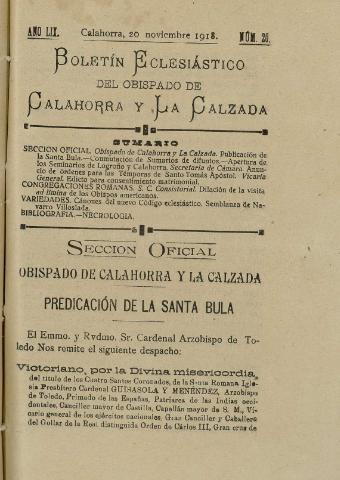 AÑO LIX. Calahorra, 20 noviembre 1918. NÚM. 26.
BOLETÍN ECLESIÁSTICO
DEL OBISPADO DE
CALAHORRA Y LA CALZADA
SUMARIO
SECCION OFICIAL. Obispado de Calahorra y La Calzada. Publicación de
la Santa Bula.—Conmutación de Sumarios de difuntos.—Apertura de
los Seminarios de Logroño y Calahorra. Secretaría de Cámara. Anun-
cio de órdenes para las Témporas de Santo Tomás Apóstol. Vicaría
General. Edicto para consentimiento matrimonial.
CONGREGACIONES ROMANAS. S. C. Consistorial. Dilación de la visita
ad limina de los Obispos americanos.
VARIEDADES. Cánones del nuevo Código eclesiástico. Semblanza de Na-
varro Villoslada.
BIBLIOGRAFIA.—NECROLOGIA.
SECCION OFICIAL
OBISPADO DE CALAHORRA Y LA CALZADA
PREDICACIÓN DE LA SANTA BULA
El Emmo. y Rvdmo. Sr. Cardenal Arzobispo de To-
ledo Nos remite el siguiente despacho:
Victoriano, por la Divina misericordia,
del título de los Cuatro Santos Coronados, de la Santa Romana Igle-
sia Presbítero Cardenal GUISASOLA Y MENÉNDEZ, Arzobispo
de Toledo, Primado de las Españas, Patriarca de las Indias occi-
dentales, Canciller mayor de Castilla, Capellán mayor de S. M., Vi-
cario general de los ejércitos nacionales, Gran Canciller y Caballero
del Collar de la Real distinguida Orden de Cárlos III, Gran cruz de